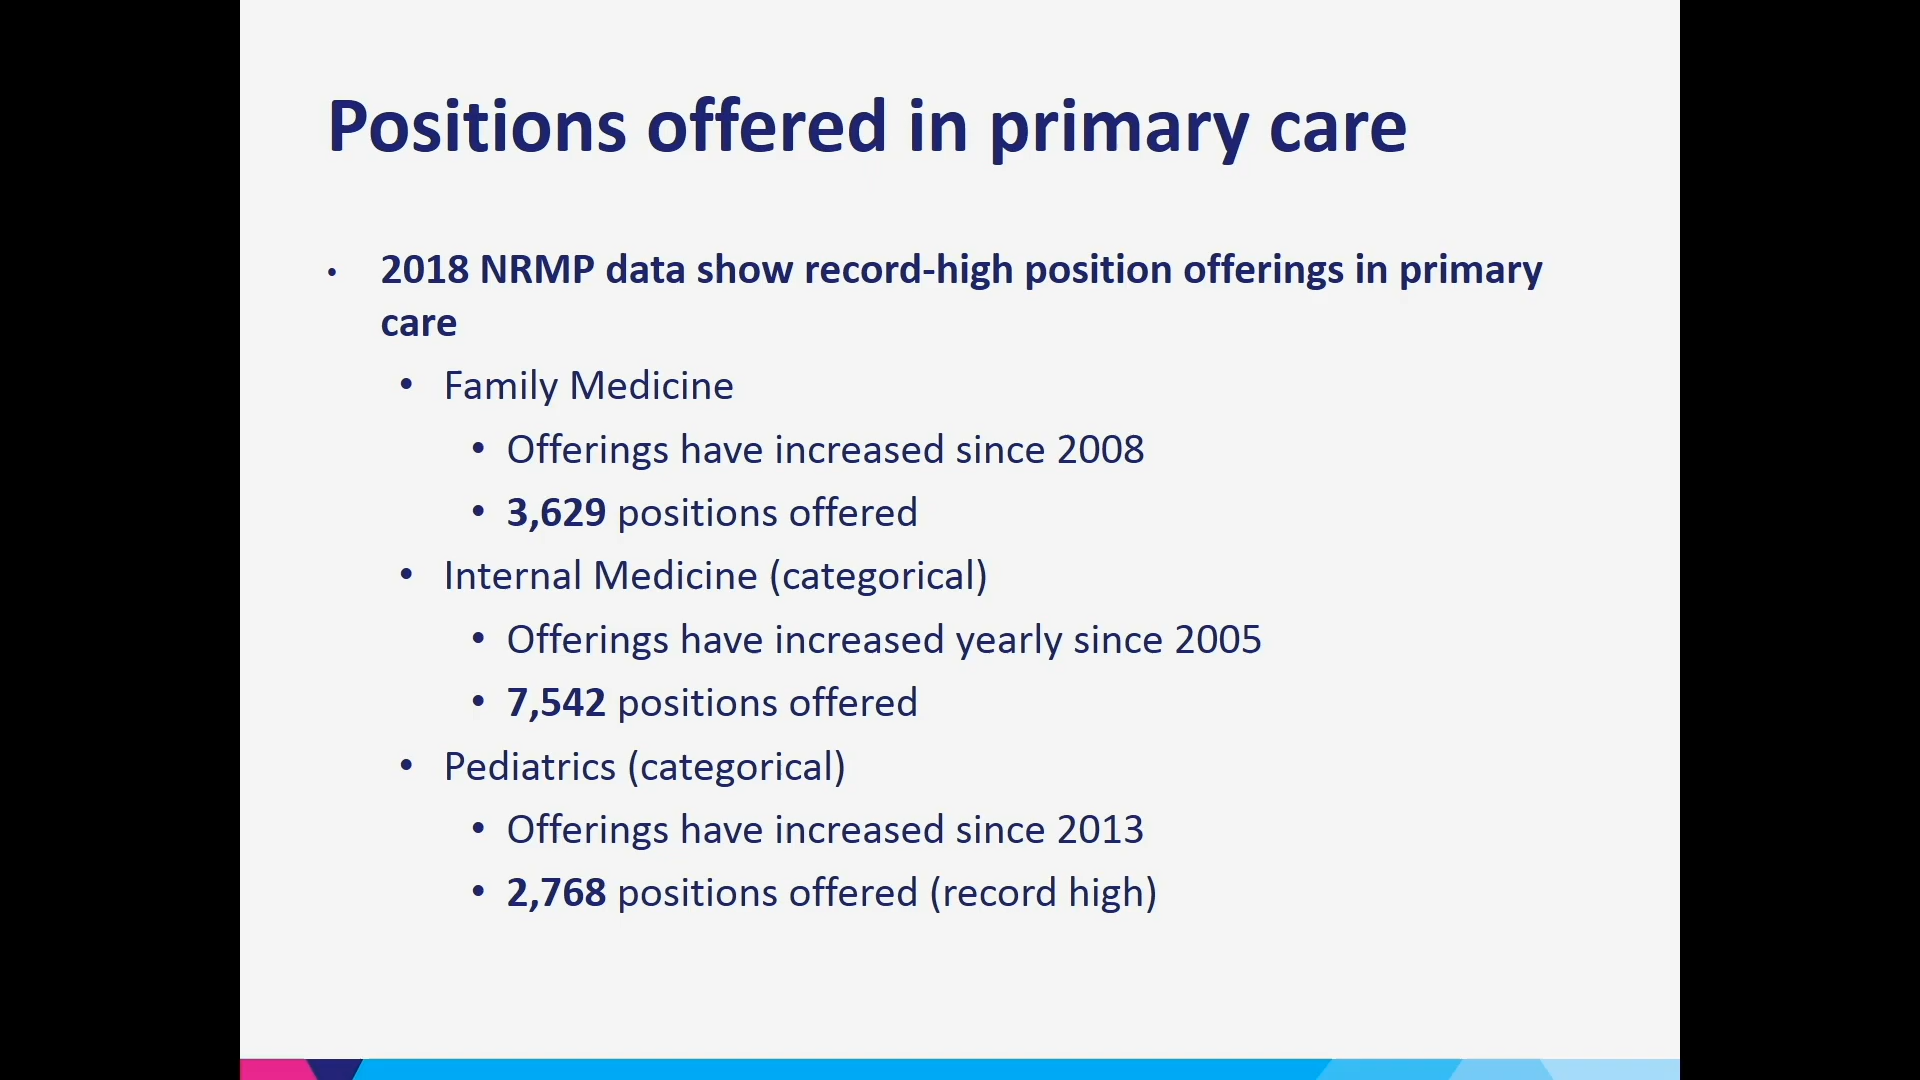 Positions offered in primary care
• 2018 NRMP data show record-high position offerings in primary
care
• Family Medicine
• Offerings have increased since 2008
• 3,629 positions offered
• Internal Medicine (categorical)
• Offerings have increased yearly since 2005
• 7,542 positions offered
• Pediatrics (categorical)
• Offerings have increased since 2013
• 2,768 positions offered (record high)